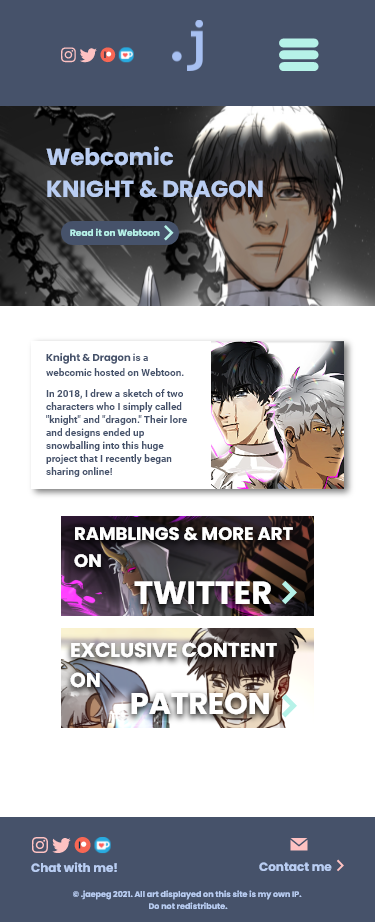 .j
Webcomic
KNIGHT & DRAGON
Read it on Webtoon
Knight & Dragon is a
webcomic hosted on Webtoon.
In 2018, I drew a sketch of two
characters who I simply called
"knight" and "dragon." Their lore
and designs ended up
snowballing into this huge
project that I recently began
sharing online!
RAMBLINGS & MORE ART
ON
TWITTER
EXCLUSIVE CONTENT
ON
PATREON
Chat with me!
Contact me
© .jaepeg 2021. All art displayed on this site is my own IP.
Do not redistribute.